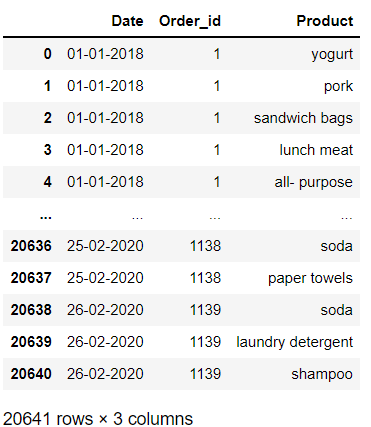 Date Order_id Product
0 01-01-2018 1 yogurt
1 01-01-2018 1 pork
2 01-01-2018 1 sandwich bags
3 01-01-2018 1 lunch meat
4 01-01-2018 1 all- purpose
... ... ... ...
20636 25-02-2020 1138 soda
20637 25-02-2020 1138 paper towels
20638 26-02-2020 1139 soda
20639 26-02-2020 1139 laundry detergent
20640 26-02-2020 1139 shampoo
20641 rows × 3 columns